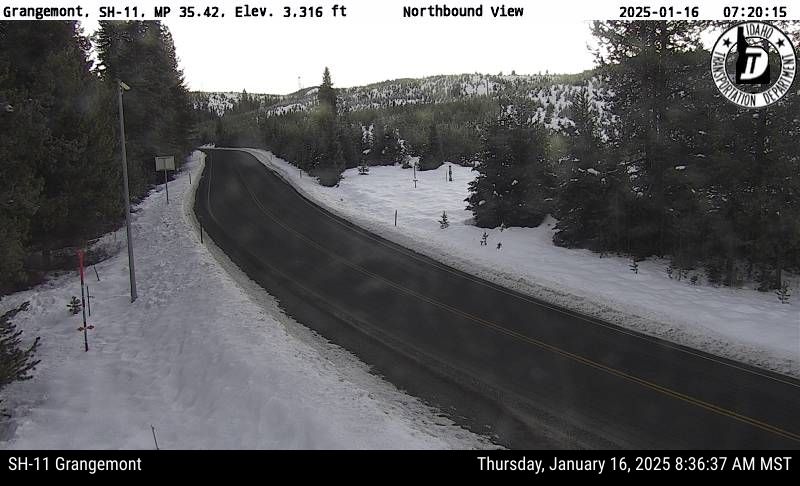 Grangemont, SH-11, MP 35.42, Elev. 3,316 ft Northbound View 2025-01-16 07:20:15
IDAHO
TRANSPORTATION DEPARTMENT
SH-11 Grangemont Thursday, January 16, 2025 8:36:37 AM MST